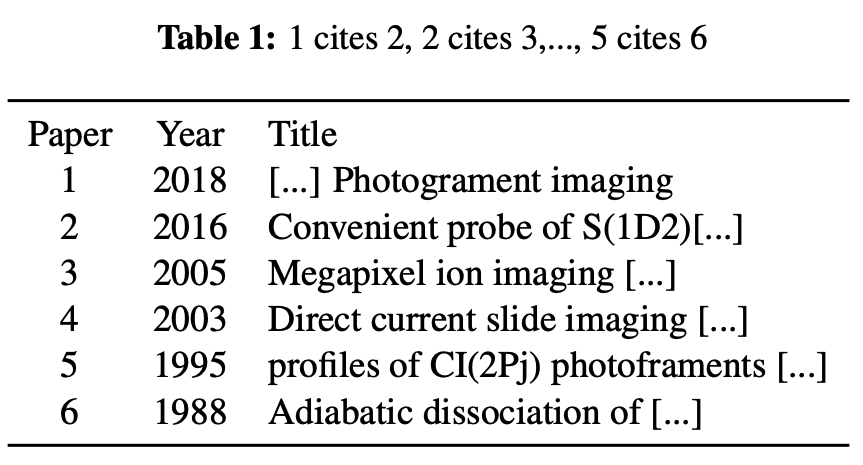 Table 1: 1 cites 2, 2 cites 3,..., 5 cites 6
Paper Year Title
1 2018 [...] Photograment imaging
2 2016 Convenient probe of S(1D2)[...]
3 2005 Megapixel ion imaging [...]
4 2003 Direct current slide imaging [...]
5 1995 profiles of CI(2Pj) photoframents [...]
6 1988 Adiabatic dissociation of [...]